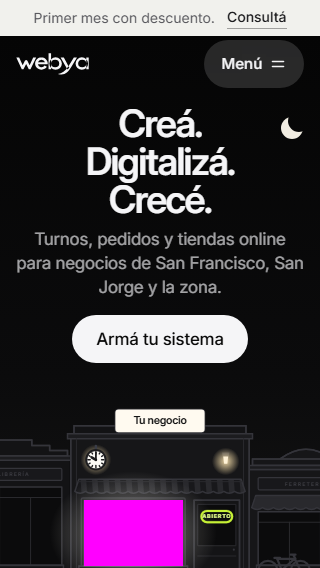 Primer mes con descuento. Consultá
webya
Menú
Creá.
Digitalizá.
Crecé.
Turnos, pedidos y tiendas online
para negocios de San Francisco, San
Jorge y la zona.
Armá tu sistema
Tu negocio
LIBRERÍA
ABIERTO